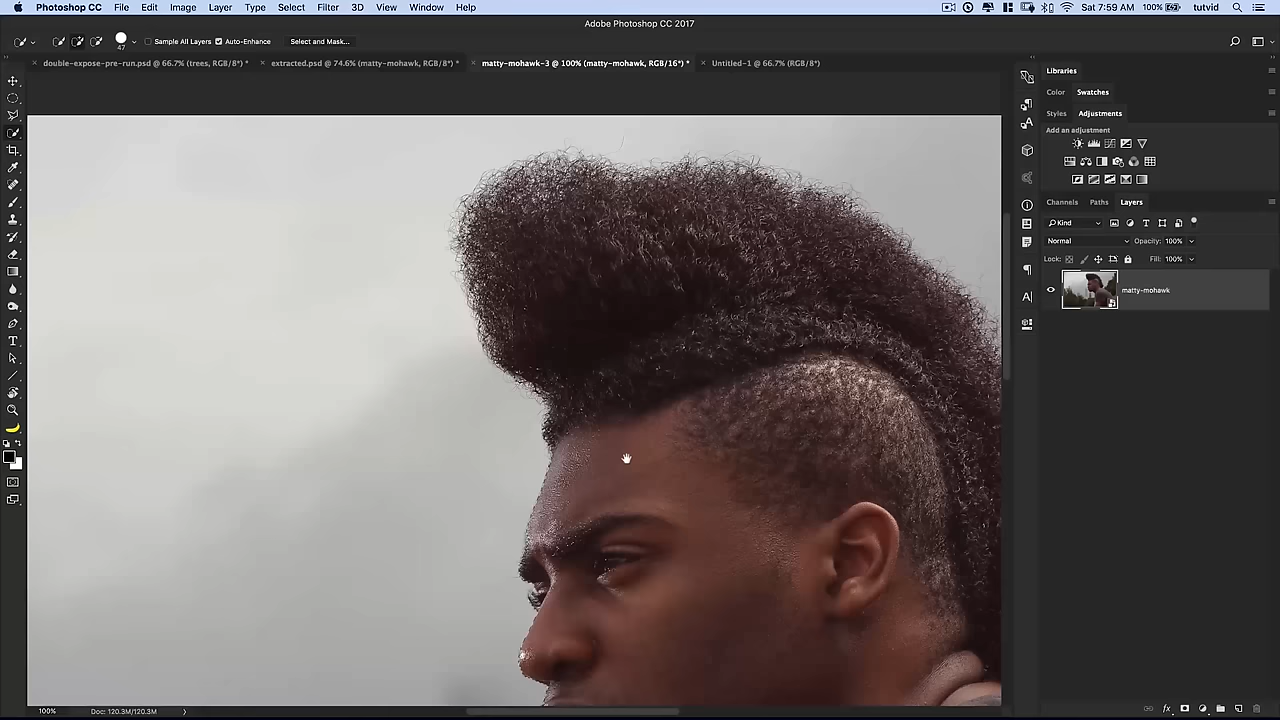 Photoshop CC File Edit Image Layer Type Select Filter 3D View Window Help 100% Sat 7:59 AM tutvid
Adobe Photoshop CC 2017
47 Sample All Layers Auto-Enhance Select and Mask...
double-expose-pre-run.psd @ 66.7% (trees, RGB/8*) * extracted.psd @ 74.6% (matty-mohawk, RGB/8*) * matty-mohawk-3 @ 100% (matty-mohawk, RGB/16*) * Untitled-1 @ 66.7% (RGB/8*)
Libraries
Color Swatches
Styles Adjustments
Add an adjustment
Channels Paths Layers
Kind
Normal Opacity: 100%
Lock: Fill: 100%
matty-mohawk
100% Doc: 120.3M/120.3M